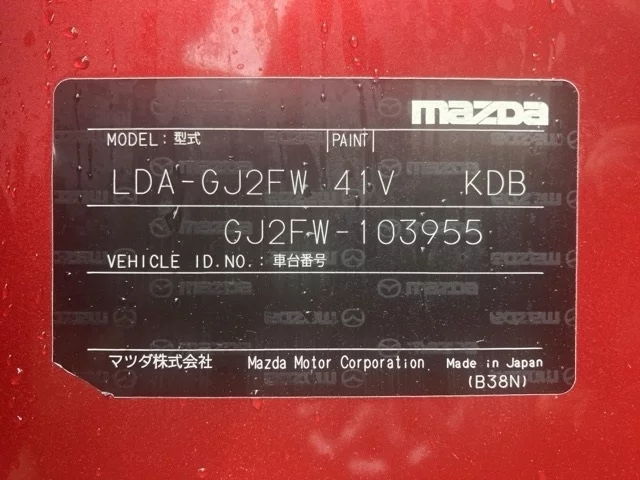 mazda
MODEL: 型式 PAINT
LDA-GJ2FW 41V KDB
GJ2FW-103955
VEHICLE ID.NO.: 車台番号
マツダ株式会社 Mazda Motor Corporation Made in Japan
(B38N)